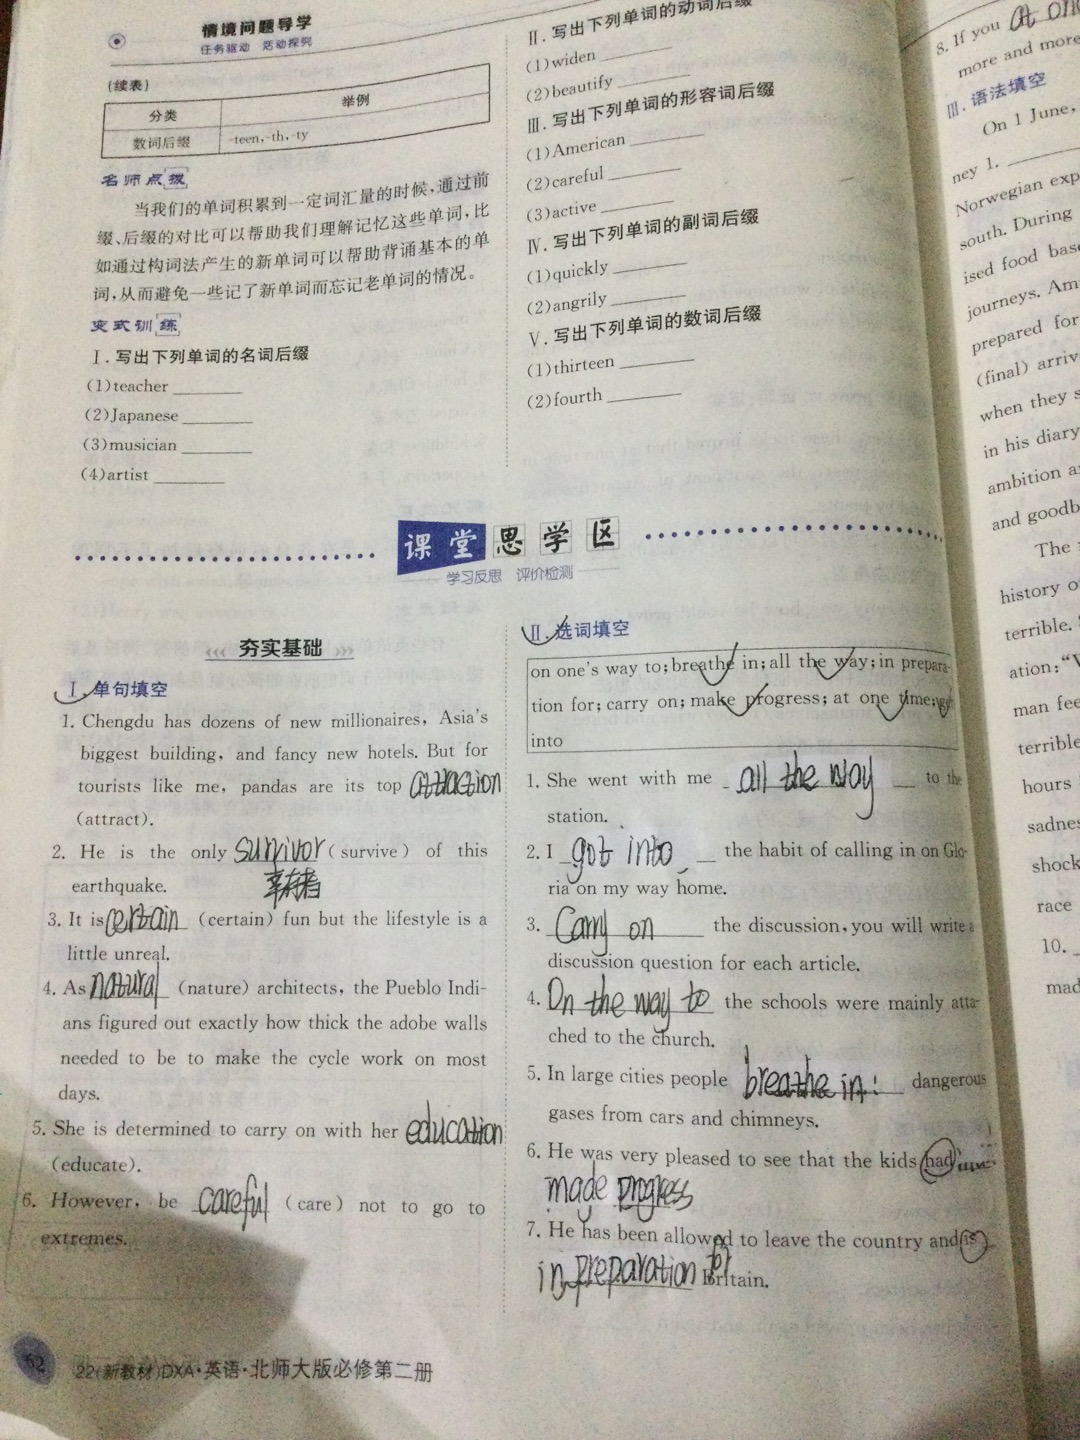 情境问题导学
任务驱动 活动探究
(续表)
分类 举例
数词后缀 -teen,-th,-ty
名师点拨
当我们的单词积累到一定词汇量的时候,通过前
缀、后缀的对比可以帮助我们理解记忆这些单词,比
如通过构词法产生的新单词可以帮助背诵基本的单
词,从而避免一些记了新单词而忘记老单词的情况。
变式训练
Ⅰ.写出下列单词的名词后缀
(1)teacher
(2)Japanese
(3)musician
(4)artist
Ⅱ.写出下列单词的动词后缀
(1)widen
(2)beautify
Ⅲ.写出下列单词的形容词后缀
(1)American
(2)careful
(3)active
Ⅳ.写出下列单词的副词后缀
(1)quickly
(2)angrily
Ⅴ.写出下列单词的数词后缀
(1)thirteen
(2)fourth
课堂思学区
学习反思 评价检测
夯实基础
Ⅰ.单句填空
1. Chengdu has dozens of new millionaires, Asia's
biggest building, and fancy new hotels. But for
tourists like me, pandas are its top attraction
(attract).
2. He is the only survivor (survive) of this
earthquake. 幸存者
3. It is certain (certain) fun but the lifestyle is a
little unreal.
4. As natural (nature) architects, the Pueblo Indi-
ans figured out exactly how thick the adobe walls
needed to be to make the cycle work on most
days.
5. She is determined to carry on with her education
(educate).
6. However, be careful (care) not to go to
extremes.
Ⅱ.选词填空
on one's way to; breathe in; all the way; in prepara-
tion for; carry on; make progress; at one time; get
into
1. She went with me all the way to the
station.
2. I got into the habit of calling in on Glo-
ria on my way home.
3. Carry on the discussion, you will write a
discussion question for each article.
4. On the way to the schools were mainly atta-
ched to the church.
5. In large cities people breathe in dangerous
gases from cars and chimneys.
6. He was very pleased to see that the kids had
made progress
7. He has been allowed to leave the country and is
in preparation for Britain.
62
22(新教材)DXA·英语·北师大版必修第二册
8. If you at one
more and more
Ⅲ.语法填空
On 1 June,
ney 1.
Norwegian exp
south. During
ised food base
journeys. Am
prepared for
(final) arriv
when they s
in his diary
ambition a
and goodb
The
history o
terrible.
ation:"
man fee
terrible
hours
sadnes
shock
race
10.
mad